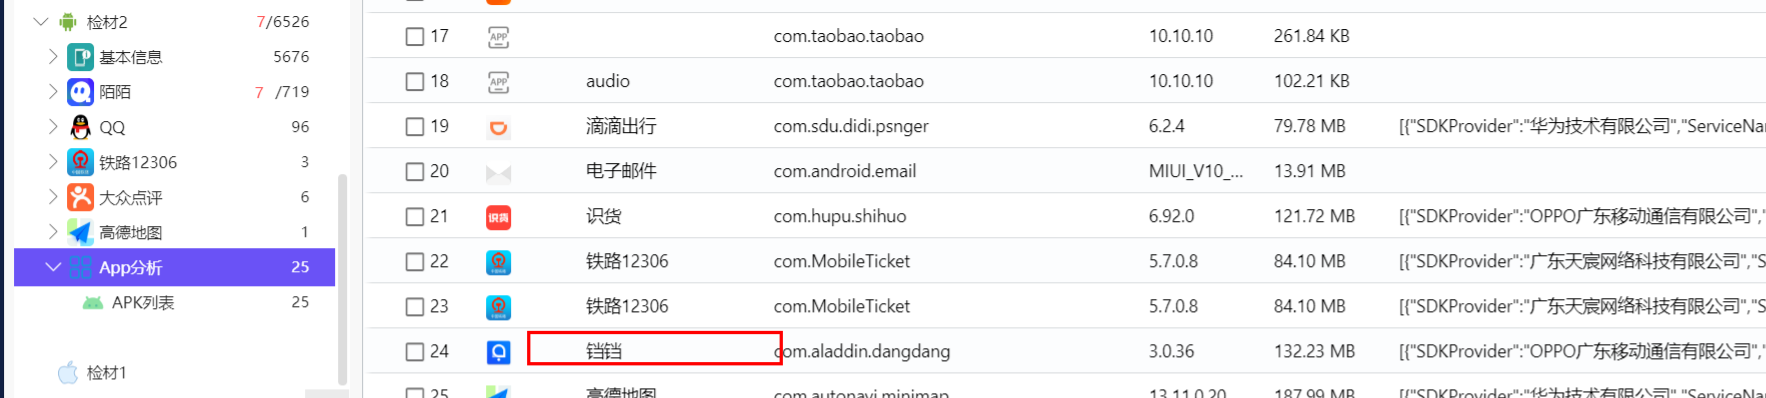 检材2 7/6526
基本信息 5676
陌陌 7 /719
QQ 96
铁路12306 3
大众点评 6
高德地图 1
App分析 25
APK列表 25
检材1
17 APP com.taobao.taobao 10.10.10 261.84 KB
18 APP audio com.taobao.taobao 10.10.10 102.21 KB
19 滴滴出行 com.sdu.didi.psnger 6.2.4 79.78 MB [{"SDKProvider":"华为技术有限公司","ServiceNa
20 电子邮件 com.android.email MIUI_V10_... 13.91 MB
21 识货 识货 com.hupu.shihuo 6.92.0 121.72 MB [{"SDKProvider":"OPPO广东移动通信有限公司","
22 铁路12306 com.MobileTicket 5.7.0.8 84.10 MB [{"SDKProvider":"广东天宸网络科技有限公司","S
23 铁路12306 com.MobileTicket 5.7.0.8 84.10 MB [{"SDKProvider":"广东天宸网络科技有限公司","S
24 铛铛 com.aladdin.dangdang 3.0.36 132.23 MB [{"SDKProvider":"OPPO广东移动通信有限公司","
25 高德地图 com.autonavi.minimap 13.11.0.20 187.99 MB [{"SDKProvider":"华为技术有限公司","Servic